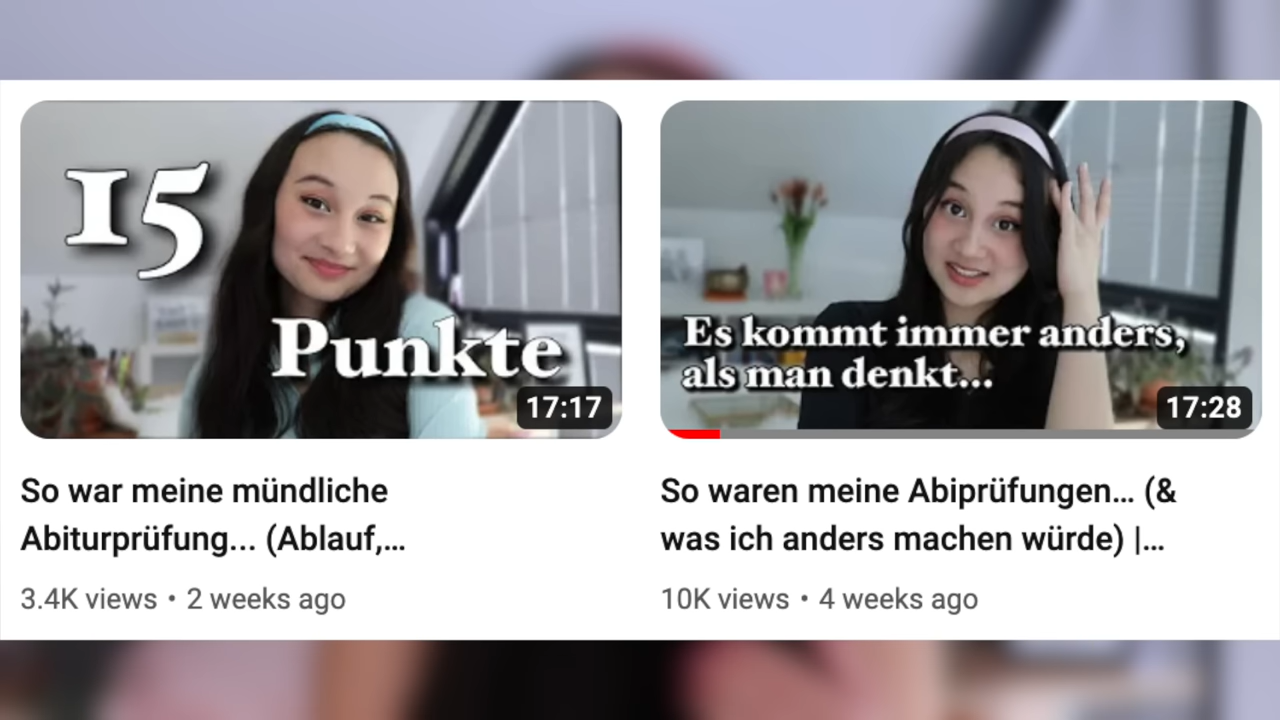 15
Punkte
17:17
So war meine mündliche
Abiturprüfung... (Ablauf,...
3.4K views • 2 weeks ago
Es kommt immer anders,
als man denkt...
17:28
So waren meine Abiprüfungen... (&
was ich anders machen würde) |...
10K views • 4 weeks ago